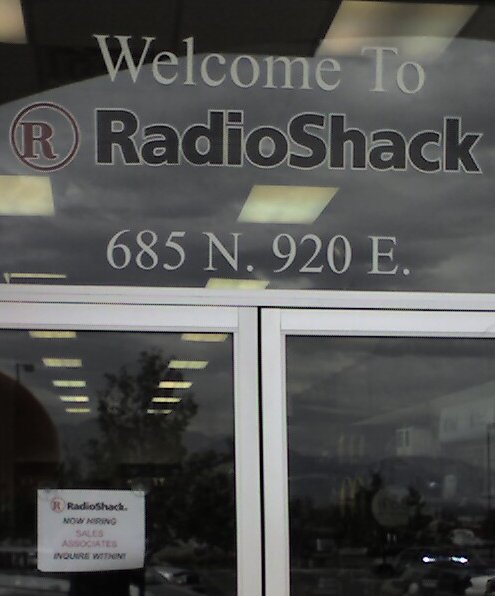 Welcome To
R RadioShack
685 N. 920 E.
R RadioShack.
NOW HIRING
SALES
ASSOCIATES
INQUIRE WITHIN!